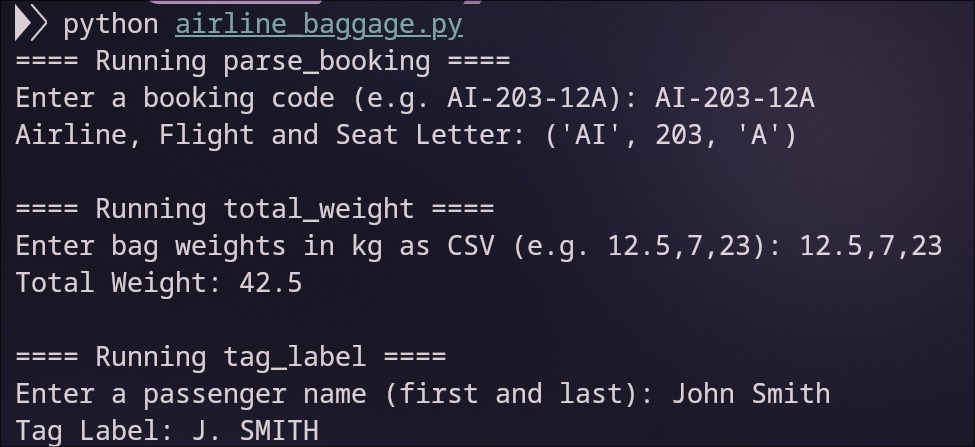 python airline_baggage.py
==== Running parse_booking ====
Enter a booking code (e.g. AI-203-12A): AI-203-12A
Airline, Flight and Seat Letter: ('AI', 203, 'A')
==== Running total_weight ====
Enter bag weights in kg as CSV (e.g. 12.5,7,23): 12.5,7,23
Total Weight: 42.5
==== Running tag_label ====
Enter a passenger name (first and last): John Smith
Tag Label: J. SMITH